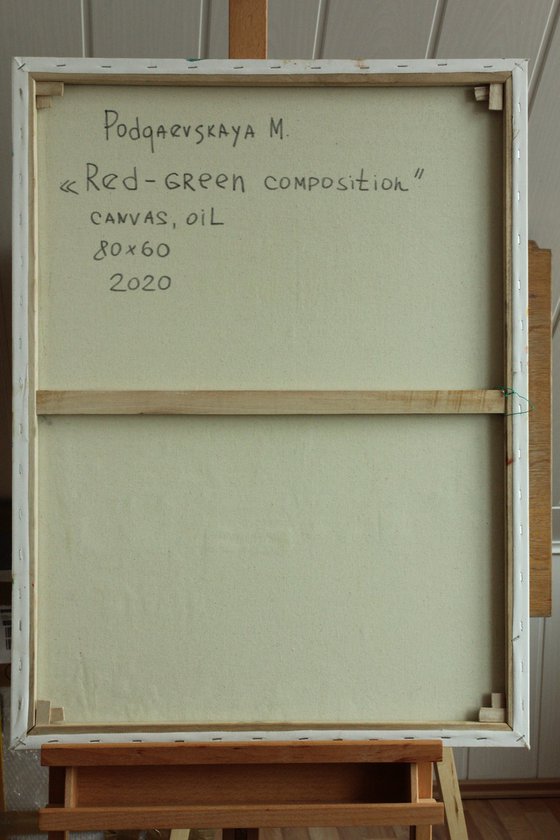 Podgaevskaya M.
«Red-Green composition"
CANVAS, OIL
80x60
2020